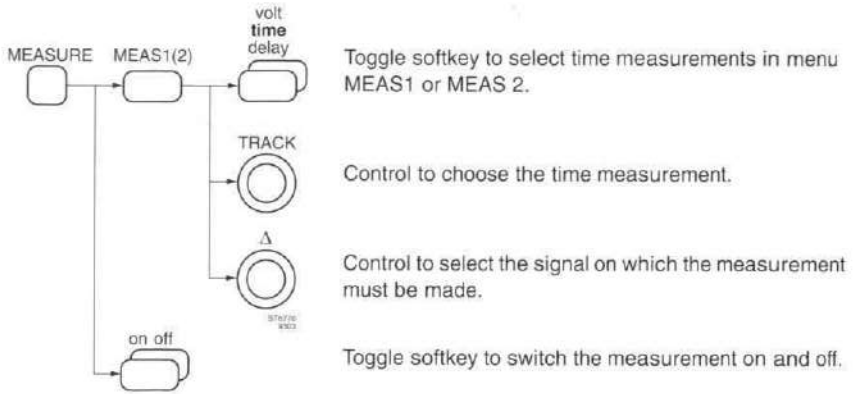 volt
time
delay
MEASURE MEAS1(2)
Toggle softkey to select time measurements in menu
MEAS1 or MEAS 2.
TRACK
Control to choose the time measurement.
Δ
Control to select the signal on which the measurement
must be made.
on off
Toggle softkey to switch the measurement on and off.